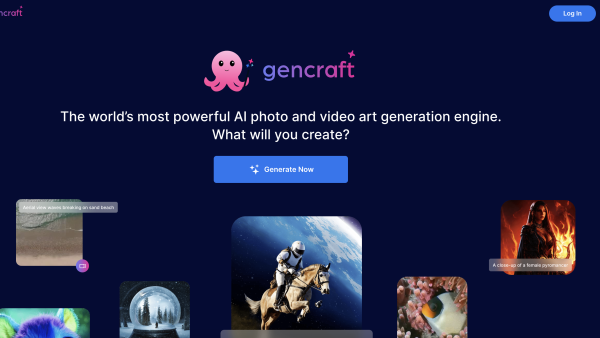 ncraft
Log In
gencraft
The world's most powerful AI photo and video art generation engine.
What will you create?
Generate Now
Aerial view waves breaking on sand beach
A close-up of a female pyromancer